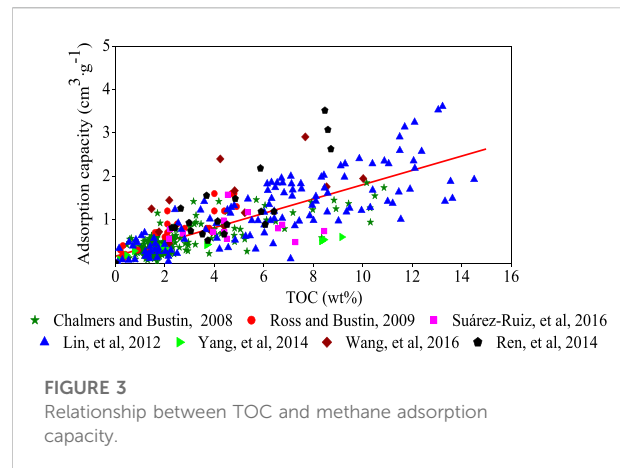 5
4
3
2
1
Adsorption capacity (cm³·g⁻¹)
0 2 4 6 8 10 12 14 16
TOC (wt%)
Chalmers and Bustin, 2008 Ross and Bustin, 2009 Suárez-Ruiz, et al, 2016
Lin, et al, 2012 Yang, et al, 2014 Wang, et al, 2016 Ren, et al, 2014
FIGURE 3
Relationship between TOC and methane adsorption
capacity.